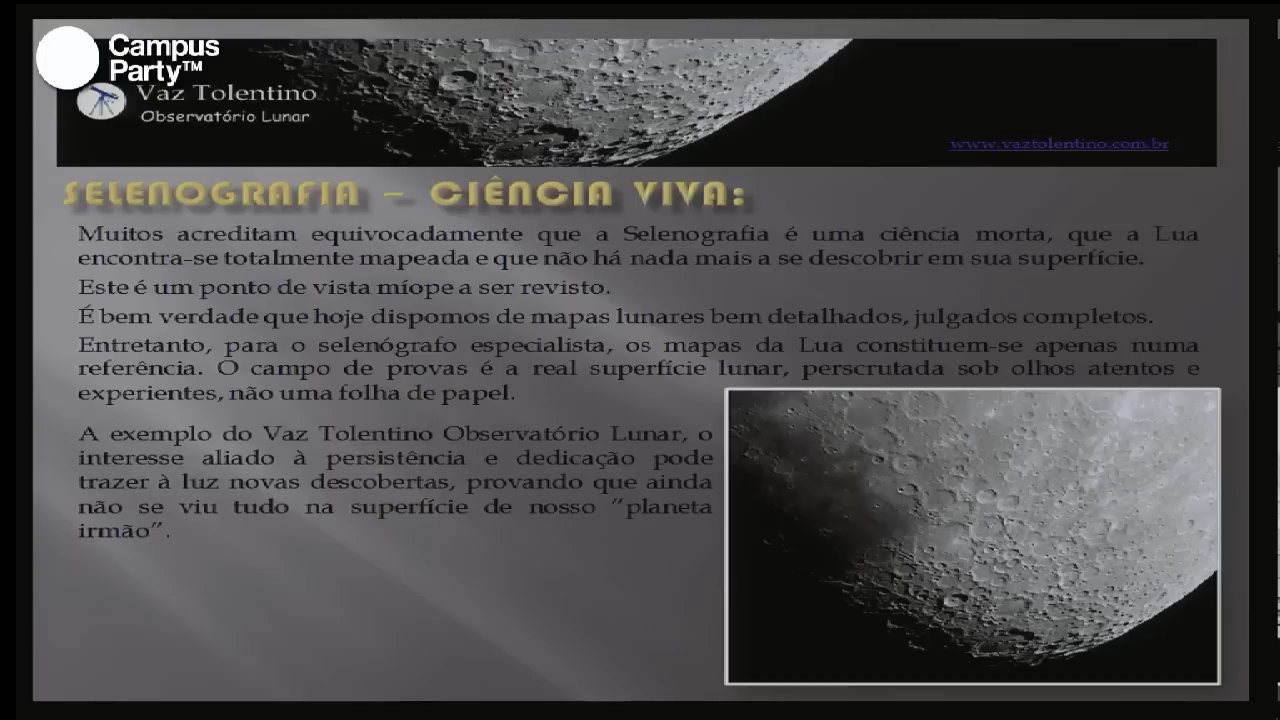 Campus
Party™
Vaz Tolentino
Observatório Lunar
www.vaztolentino.com.br
SELENOGRAFIA – CIÊNCIA VIVA:
Muitos acreditam equivocadamente que a Selenografia é uma ciência morta, que a Lua
encontra-se totalmente mapeada e que não há nada mais a se descobrir em sua superfície.
Este é um ponto de vista míope a ser revisto.
É bem verdade que hoje dispomos de mapas lunares bem detalhados, julgados completos.
Entretanto, para o selenógrafo especialista, os mapas da Lua constituem-se apenas numa
referência. O campo de provas é a real superfície lunar, perscrutada sob olhos atentos e
experientes, não uma folha de papel.
A exemplo do Vaz Tolentino Observatório Lunar, o
interesse aliado à persistência e dedicação pode
trazer à luz novas descobertas, provando que ainda
não se viu tudo na superfície de nosso "planeta
irmão".